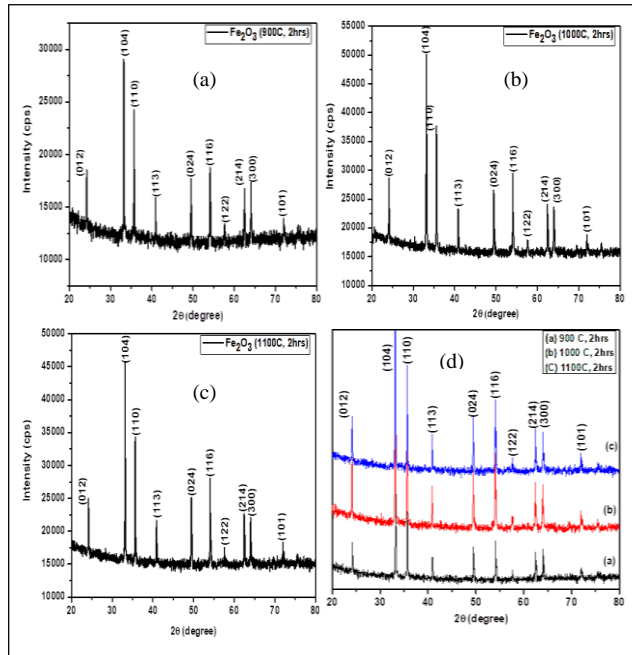 Fe2O3 (900C, 2hrs)
(a)
(012)
(104)
(110)
(113)
(024)
(116)
(122)
(214)
(300)
(101)
Intensity (cps)
30000
25000
20000
15000
10000
20 30 40 50 60 70 80
2θ (degree)
Fe2O3 (1000C, 2hrs)
(b)
(012)
(104)
(110)
(113)
(024)
(116)
(122)
(214)
(300)
(101)
Intensity (cps)
55000
50000
45000
40000
35000
30000
25000
20000
15000
10000
20 30 40 50 60 70 80
2θ (degree)
Fe2O3 (1100C, 2hrs)
(c)
(012)
(104)
(110)
(113)
(024)
(116)
(122)
(214)
(300)
(101)
Intensity (cps)
50000
45000
40000
35000
30000
25000
20000
15000
10000
20 30 40 50 60 70 80
2θ (degree)
(d)
(a) 900 C, 2hrs
(b) 1000 C, 2hrs
(C) 1100C, 2hrs
(012)
(104)
(110)
(113)
(024)
(116)
(122)
(214)
(300)
(101)
(c)
(b)
(a)
Intensity (cps)
20 30 40 50 60 70 80
2θ (degree)